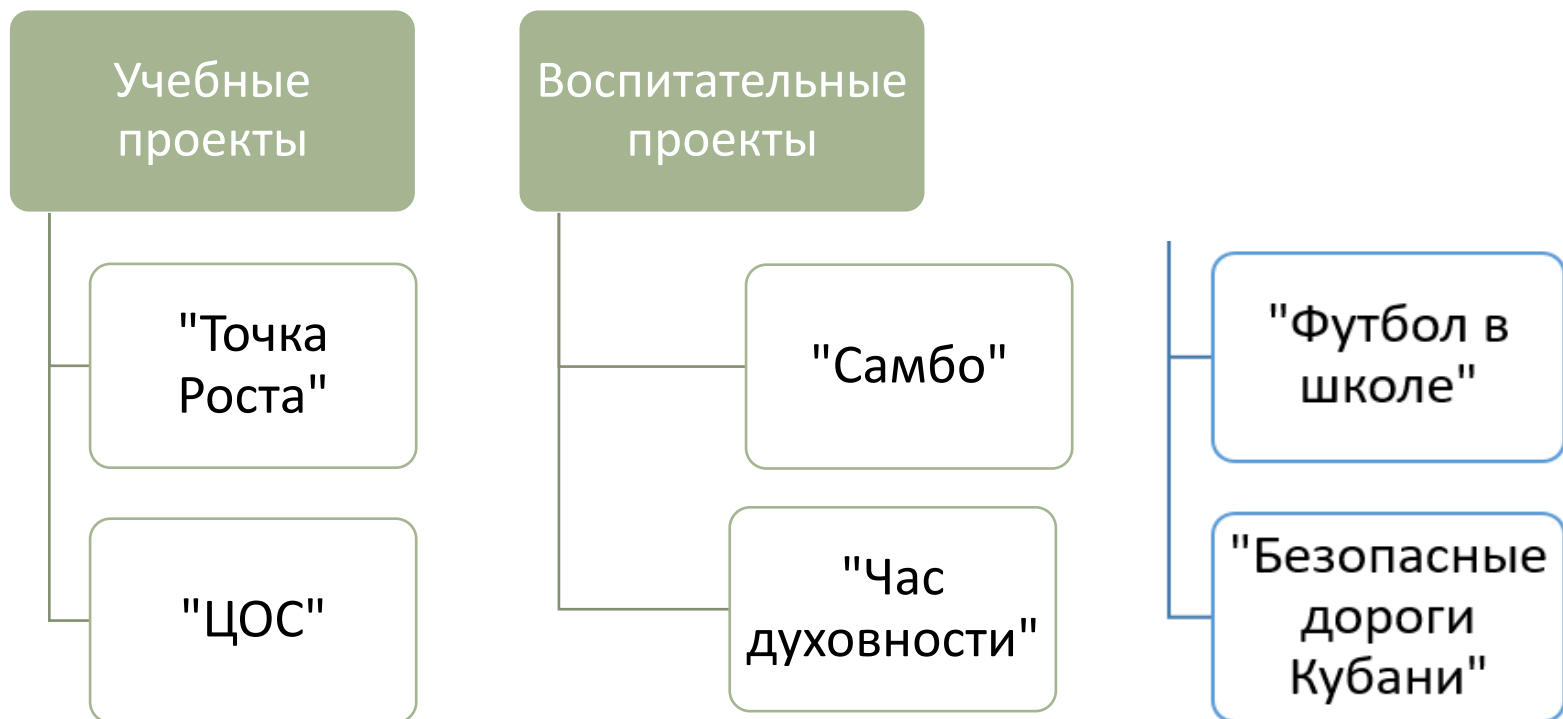 Учебные
проекты
"Точка
Роста"
"ЦОС"
Воспитательные
проекты
"Самбо"
"Час
духовности"
"Футбол в
школе"
"Безопасные
дороги
Кубани"